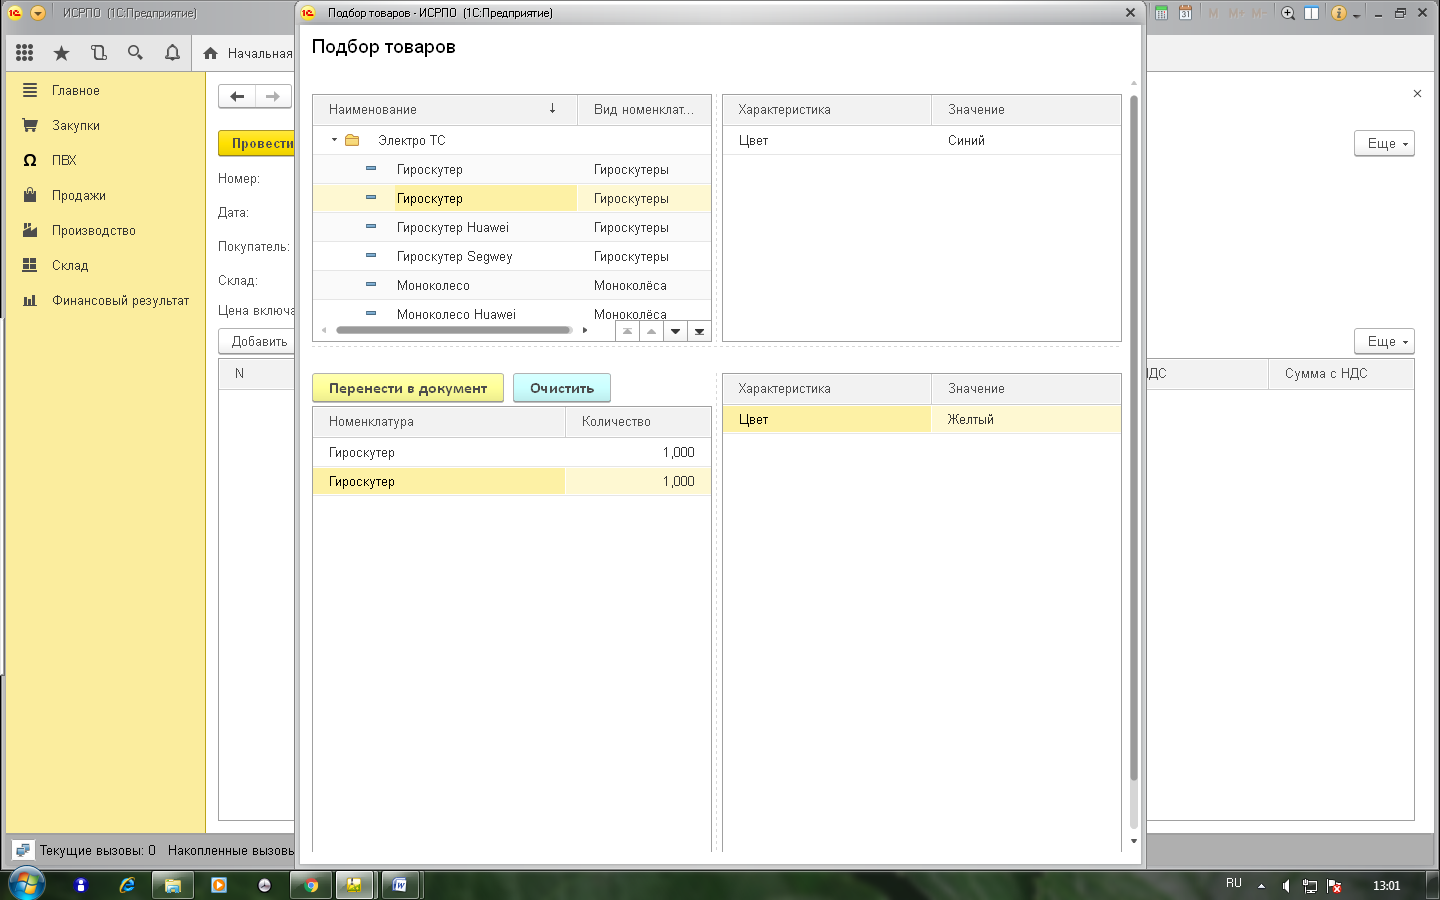 ИСРПО (1С:Предприятие)
Подбор товаров - ИСРПО (1С:Предприятие)
M M+ M-
Начальная
Главное
Закупки
ПВХ
Продажи
Производство
Склад
Финансовый результат
Провести
Номер:
Дата:
Покупатель:
Склад:
Цена включа
Добавить
N
Подбор товаров
Наименование Вид номенклат...
Электро ТС
Гироскутер Гироскутеры
Гироскутер Гироскутеры
Гироскутер Huawei Гироскутеры
Гироскутер Segwey Гироскутеры
Моноколесо Моноколёса
Моноколесо Huawei Моноколёса
Характеристика Значение
Цвет Синий
Перенести в документ Очистить
Номенклатура Количество
Гироскутер 1,000
Гироскутер 1,000
Характеристика Значение
Цвет Желтый
Еще
Еще
ДС Сумма с НДС
Текущие вызовы: 0 Накопленные вызовы
RU 13:01